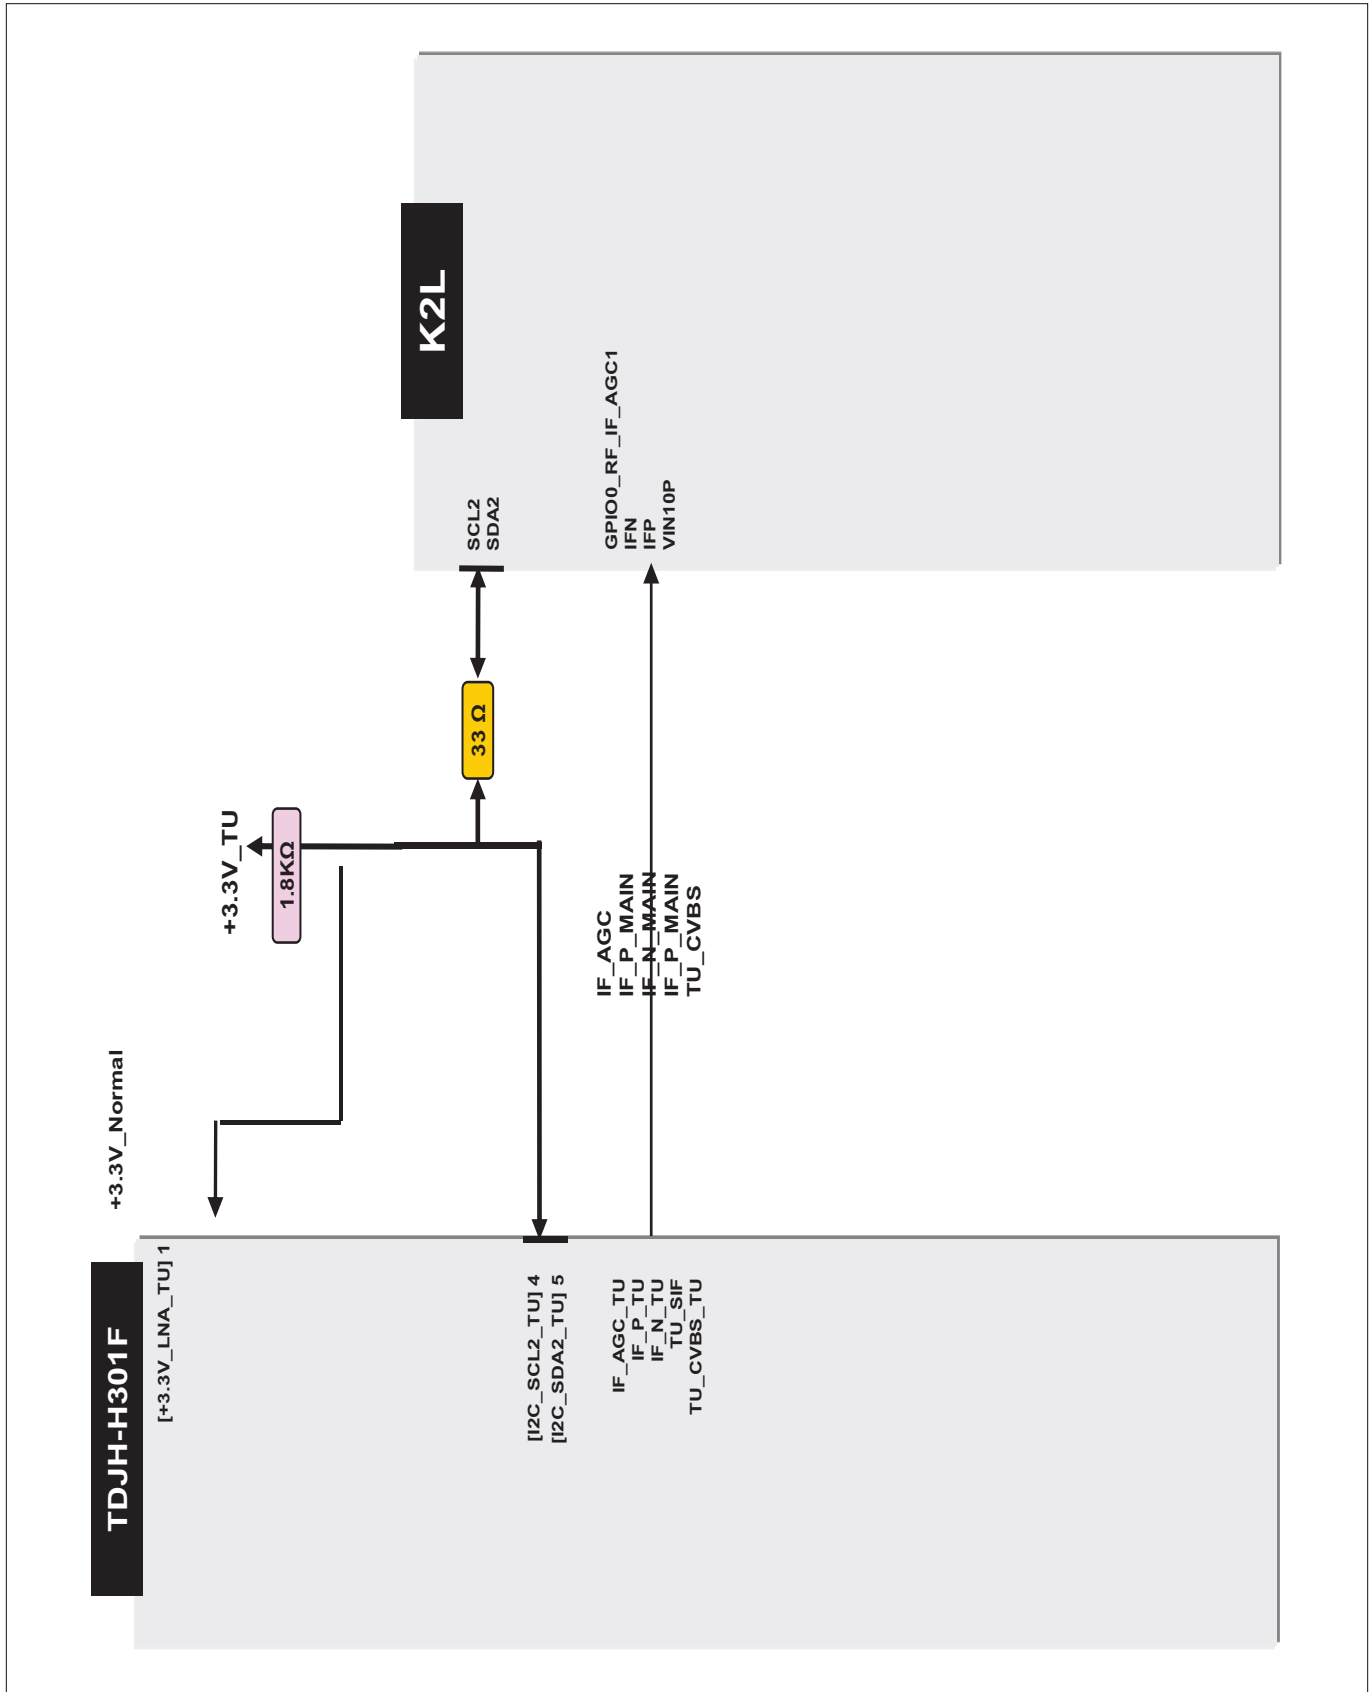 TDJH-H301F
+3.3V_Normal
[+3.3V_LNA_TU] 1
+3.3V_TU
1.8KΩ
K2L
33 Ω
SCL2
SDA2
[I2C_SCL2_TU] 4
[I2C_SDA2_TU] 5
IF_AGC_TU
IF_P_TU
IF_N_TU
TU_SIF
TU_CVBS_TU
IF_AGC
IF_P_MAIN
IF_N_MAIN
IF_P_MAIN
TU_CVBS
GPIO0_RF_IF_AGC1
IFN
IFP
VIN10P